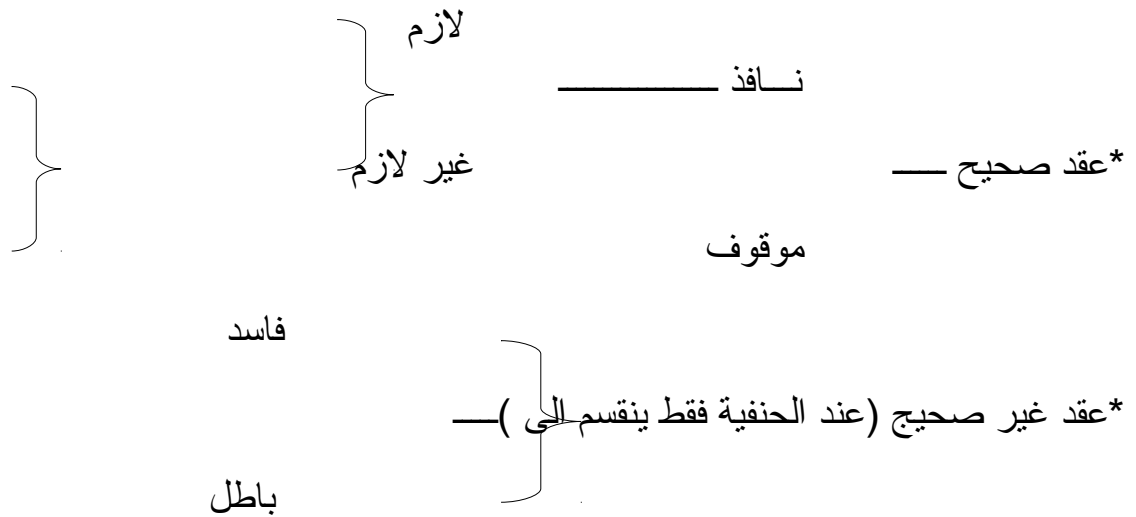 لازم
نـــافذ ـــــــــــــــــ
*عقد صحيح ـــــ
غير لازم
موقوف
فاسد
*عقد غير صحيج (عند الحنفية فقط ينقسم الى )ـــــ
باطل